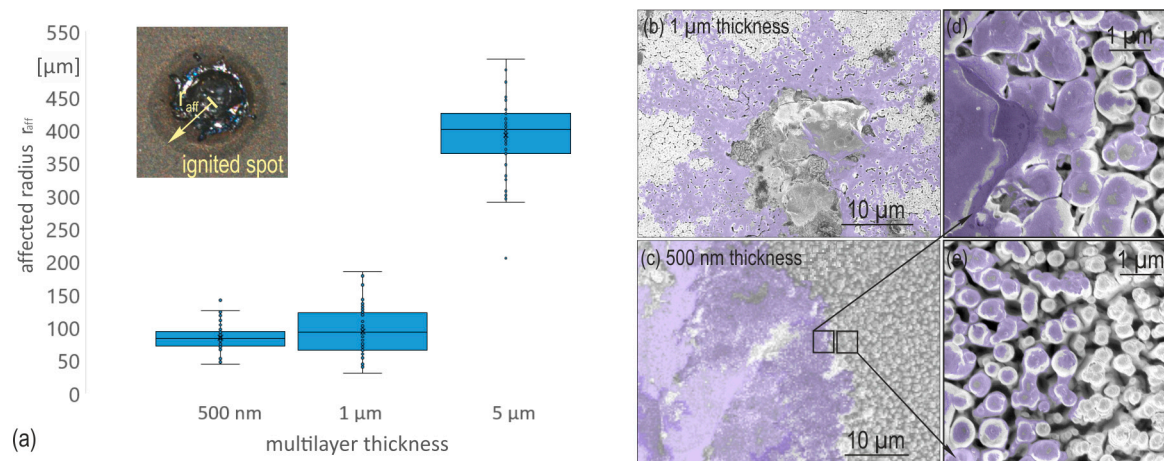 550
[µm]
450
400
350
300
250
200
150
100
50
0
affected radius r_aff
r_aff
ignited spot
500 nm
1 µm
5 µm
multilayer thickness
(a)
(b) 1 µm thickness
10 µm
(d)
1 µm
(c) 500 nm thickness
10 µm
(e)
1 µm